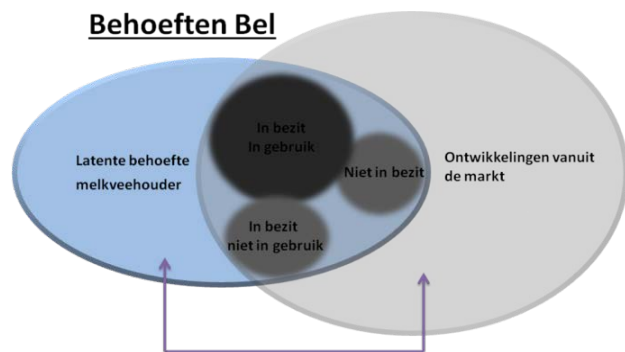 Behoeften Bel
In bezit
In gebruik
Latente behoefte
melkveehouder
Niet in bezit
Ontwikkelingen vanuit
de markt
In bezit
niet in gebruik